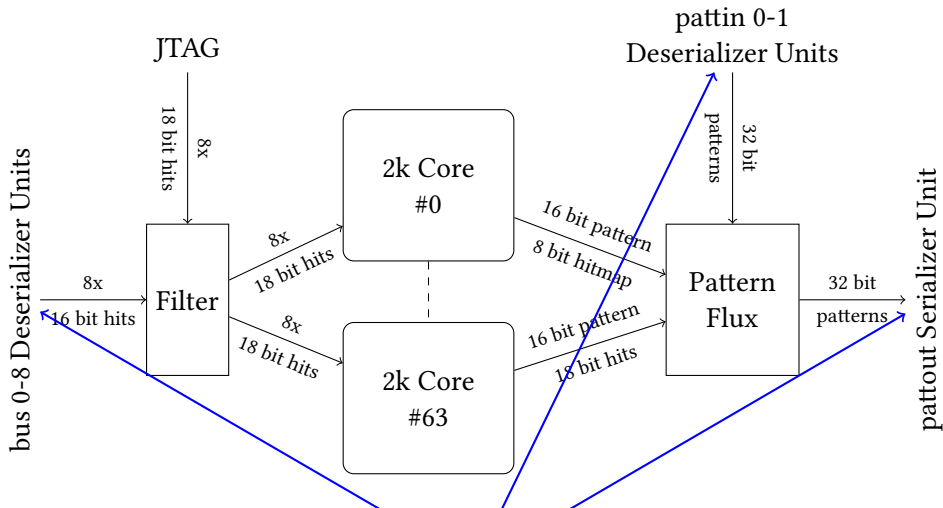 pattin 0-1
Deserializer Units
JTAG
8x
18 bit hits
32 bit
patterns
2k Core
#0
bus 0-8 Deserializer Units
8x
16 bit hits
Filter
8x
18 bit hits
8x
18 bit hits
16 bit pattern
8 bit hitmap
16 bit pattern
18 bit hits
Pattern
Flux
32 bit
patterns
pattout Serializer Unit
2k Core
#63